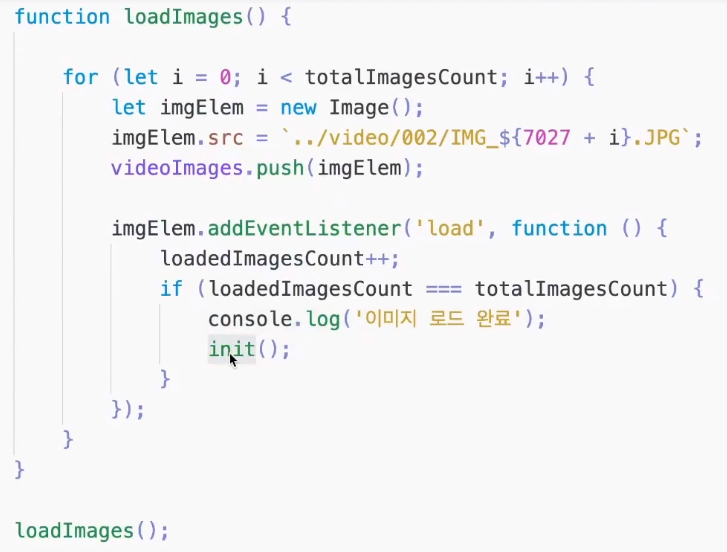 function loadImages() {
for (let i = 0; i < totalImagesCount; i++) {
let imgElem = new Image();
imgElem.src = `../video/002/IMG_${7027 + i}.JPG`;
videoImages.push(imgElem);
imgElem.addEventListener('load', function () {
loadedImagesCount++;
if (loadedImagesCount === totalImagesCount) {
console.log('이미지 로드 완료');
init();
}
});
}
}
loadImages();